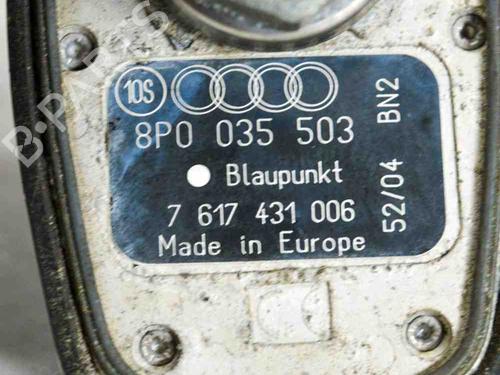 10S
8P0 035 503
Blaupunkt
7 617 431 006
Made in Europe
52/04 BN2
B-PARTS